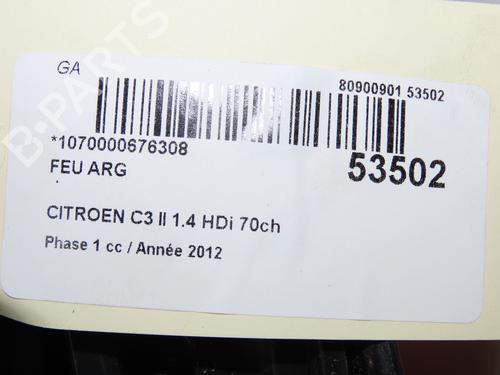 GA
80900901 53502
*1070000676308
53502
FEU ARG
CITROEN C3 II 1.4 HDi 70ch
Phase 1 cc / Année 2012
B-PARTS